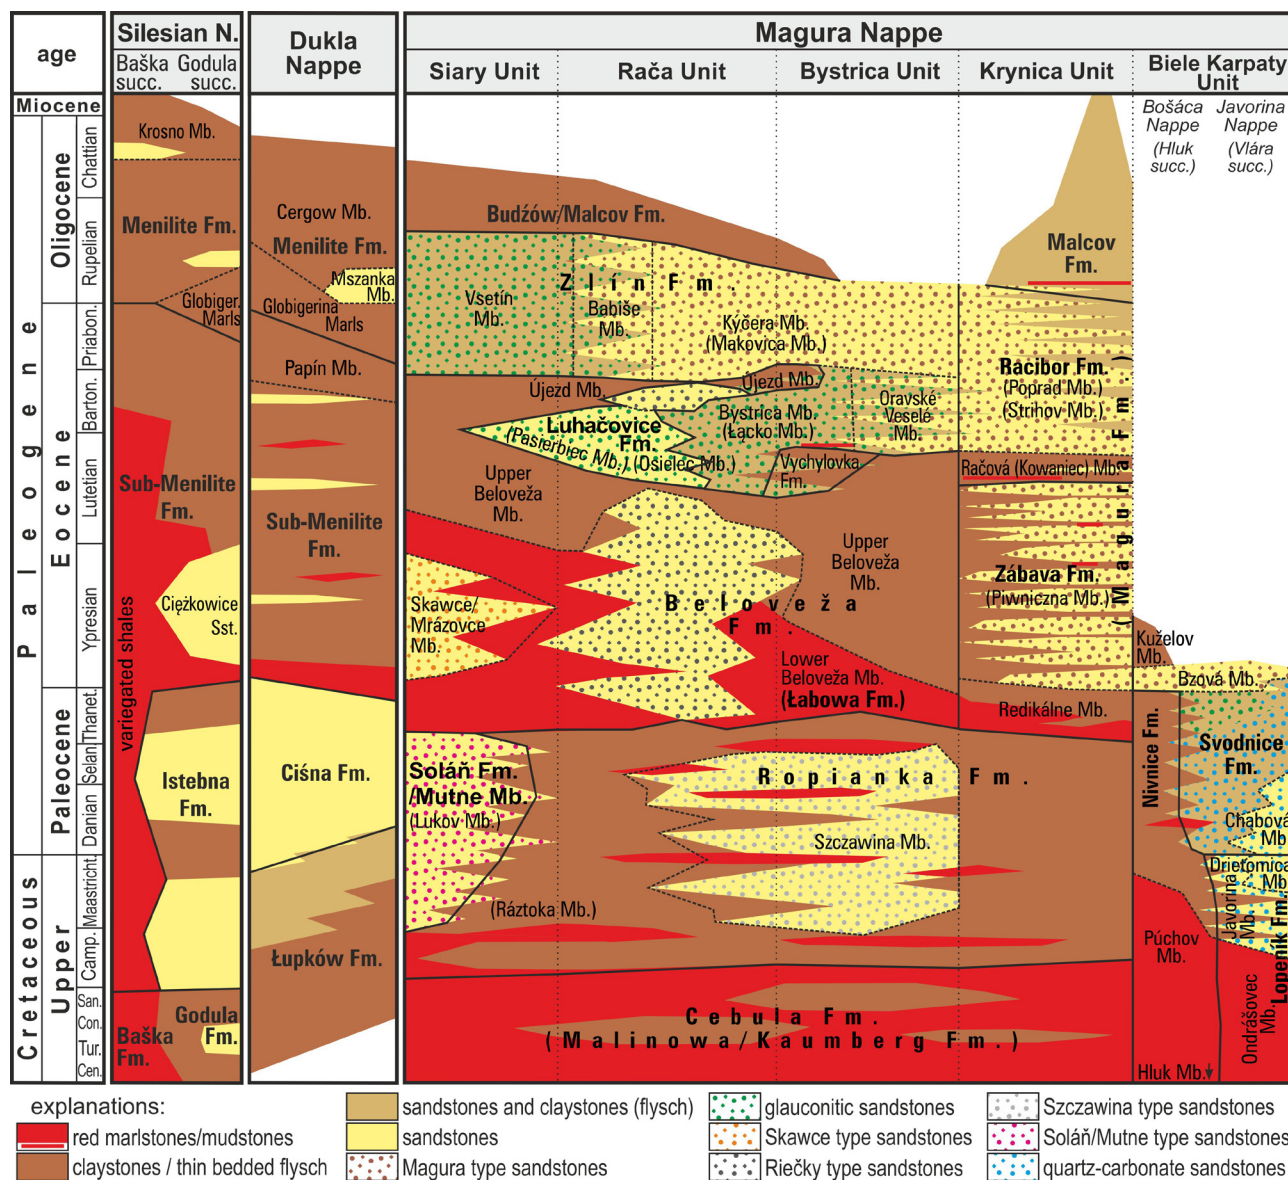 age
Silesian N.
Baška succ.
Godula succ.
Dukla Nappe
Magura Nappe
Siary Unit
Rača Unit
Bystrica Unit
Krynica Unit
Biele Karpaty Unit
Bošáca Nappe (Hluk succ.)
Javorina Nappe (Vlára succ.)
Miocene
Paleogene
Oligocene
Eocene
Paleocene
Cretaceous
Upper
Chattian
Rupelian
Priabon.
Barton.
Lutetian
Ypresian
Thanet.
Selan.
Danian
Maastricht.
Camp.
San.
Con.
Tur.
Cen.
Krosno Mb.
Menilite Fm.
Globiger. Marls
Sub-Menilite Fm.
variegated shales
Ciężkowice Sst.
Istebna Fm.
Godula Fm.
Baška Fm.
Cergow Mb.
Menilite Fm.
Mszanka Mb.
Globigerina Marls
Papín Mb.
Sub-Menilite Fm.
Ciśna Fm.
Łupków Fm.
Budźów/Malcov Fm.
Zlín Fm.
Vsetín Mb.
Babiše Mb.
Kýčera Mb.
(Makovica Mb.)
Újezd Mb.
Újezd Mb.
Luhačovice Fm.
(Pasierbiec Mb.)
(Osielec Mb.)
Bystrica Mb.
(Łącko Mb.)
Oravské Veselé Mb.
Vychylovka Fm.
Upper Beloveža Mb.
Upper Beloveža Mb.
Beloveža Fm.
Skawce/ Mrázovce Mb.
Lower Beloveža Mb.
(Łabowa Fm.)
Soláň Fm.
/Mutne Mb.
(Lukov Mb.)
Ropianka Fm.
Szczawina Mb.
(Ráztoka Mb.)
Cebula Fm.
(Malinowa/Kaumberg Fm.)
Malcov Fm.
Racibor Fm.
(Poprad Mb.)
(Strihov Mb.)
Račová (Kowaniec) Mb.
Zábava Fm.
(Piwniczna Mb.)
(Magura Fm.)
Redikálne Mb.
Kuželov Mb.
Bzová Mb.
Nivnice Fm.
Svodnice Fm.
Chabová Mb.
Drietomica Mb.
Javorina Mb.
Lopeník Fm.
Púchov Mb.
Ondrášovec Mb.
Hluk Mb.
explanations:
red marlstones/mudstones
claystones / thin bedded flysch
sandstones and claystones (flysch)
sandstones
Magura type sandstones
glauconitic sandstones
Skawce type sandstones
Riečky type sandstones
Szczawina type sandstones
Soláň/Mutne type sandstones
quartz-carbonate sandstones